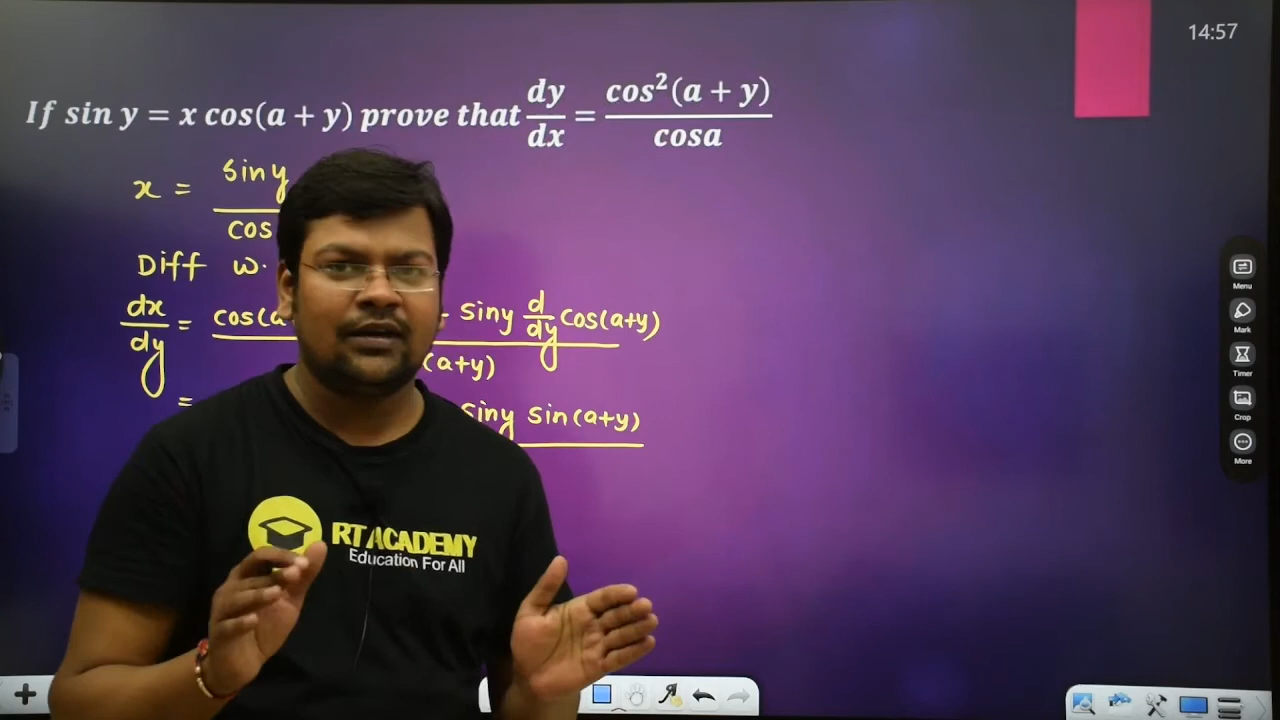 14:57
If sin y = x cos(a + y) prove that dy/dx = cos²(a + y)/cosa
x = siny
cos
Diff w.
dx/dy = cos(a - siny d/dy cos(a+y)
(a+y)
= siny sin(a+y)
Menu
Mark
Timer
Crop
More
RT ACADEMY
Education For All